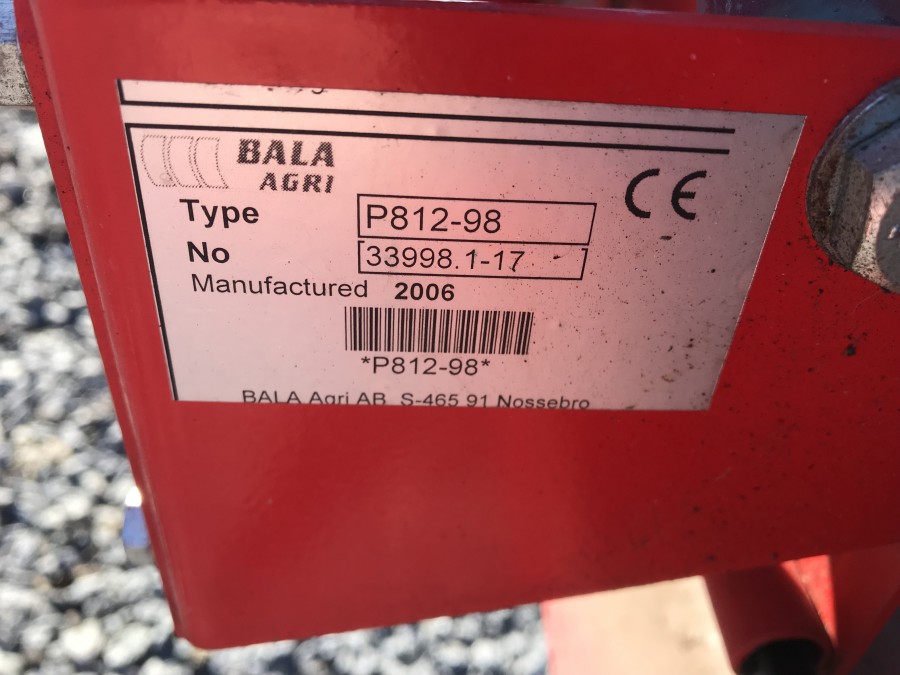 BALA
AGRI
CE
Type P812-98
No 33998.1-17
Manufactured 2006
*P812-98*
BALA Agri AB S-465 91 Nossebro